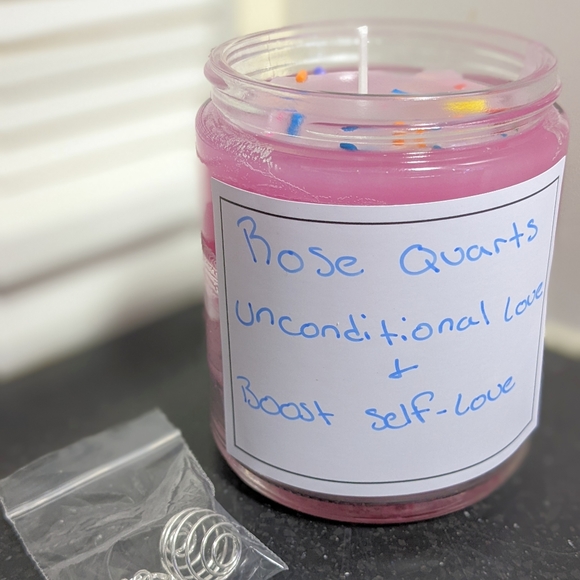 Rose Quarts
unconditional love
+
Boost self-love